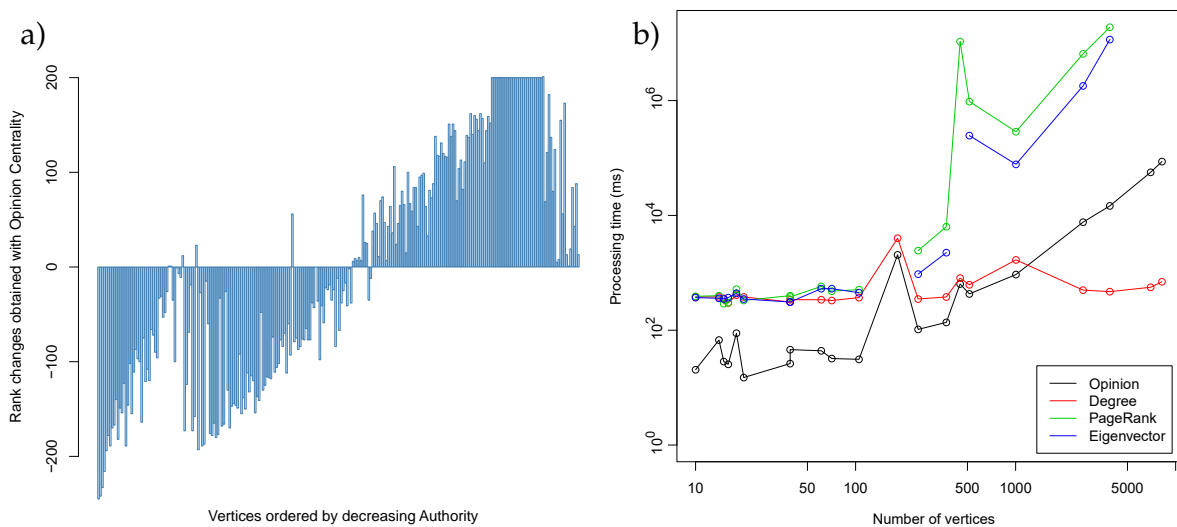 a)
Rank changes obtained with Opinion Centrality
200
100
0
−100
−200
Vertices ordered by decreasing Authority
b)
Processing time (ms)
10^6
10^4
10^2
10^0
Opinion
Degree
PageRank
Eigenvector
10 50 100 500 1000 5000
Number of vertices